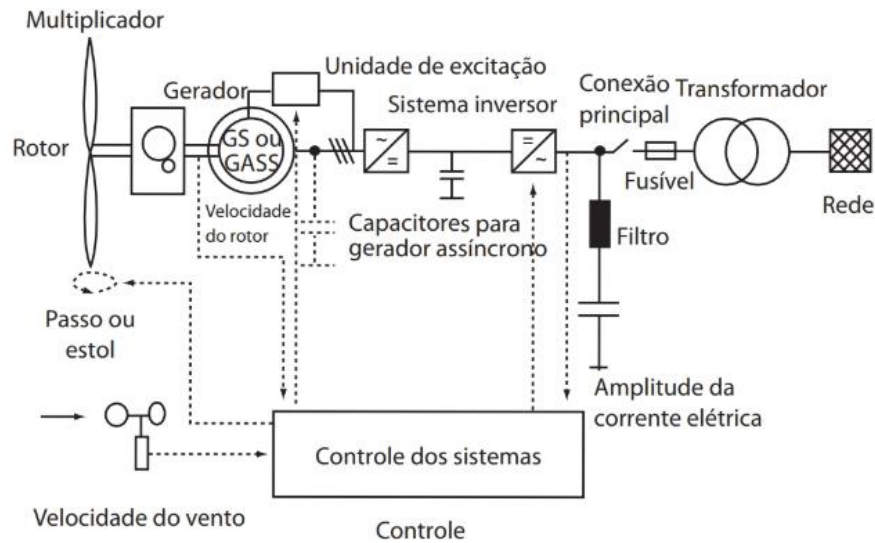 Multiplicador
Unidade de excitação
Gerador
Conexão
principal
Transformador
Sistema inversor
Rotor
GS ou
GASS
~
=
=
~
Fusível
Rede
Velocidade
do rotor
Capacitores para
gerador assíncrono
Filtro
Passo ou
estol
Amplitude da
corrente elétrica
Controle dos sistemas
Velocidade do vento
Controle